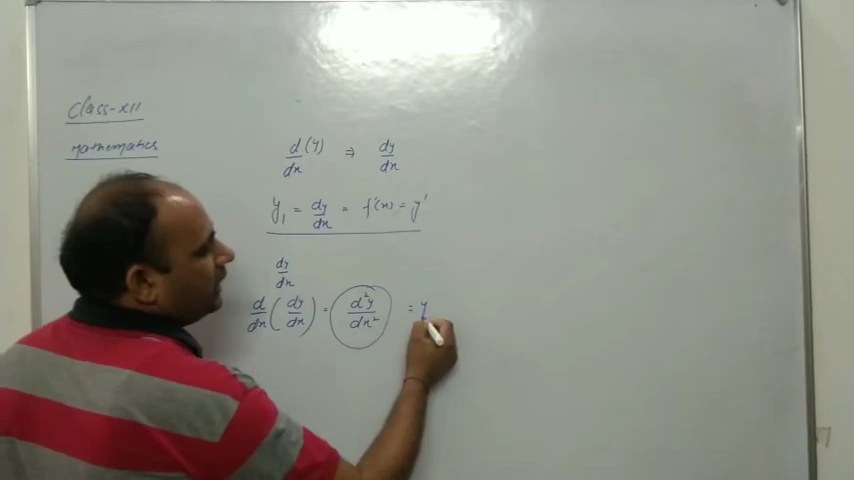 Class-XII
Mathematics
d/dx (y) ⇒ dy/dx
y₁ = dy/dx = f'(x) = y'
dy/dx
d/dx (dy/dx) = d²y/dx² = y